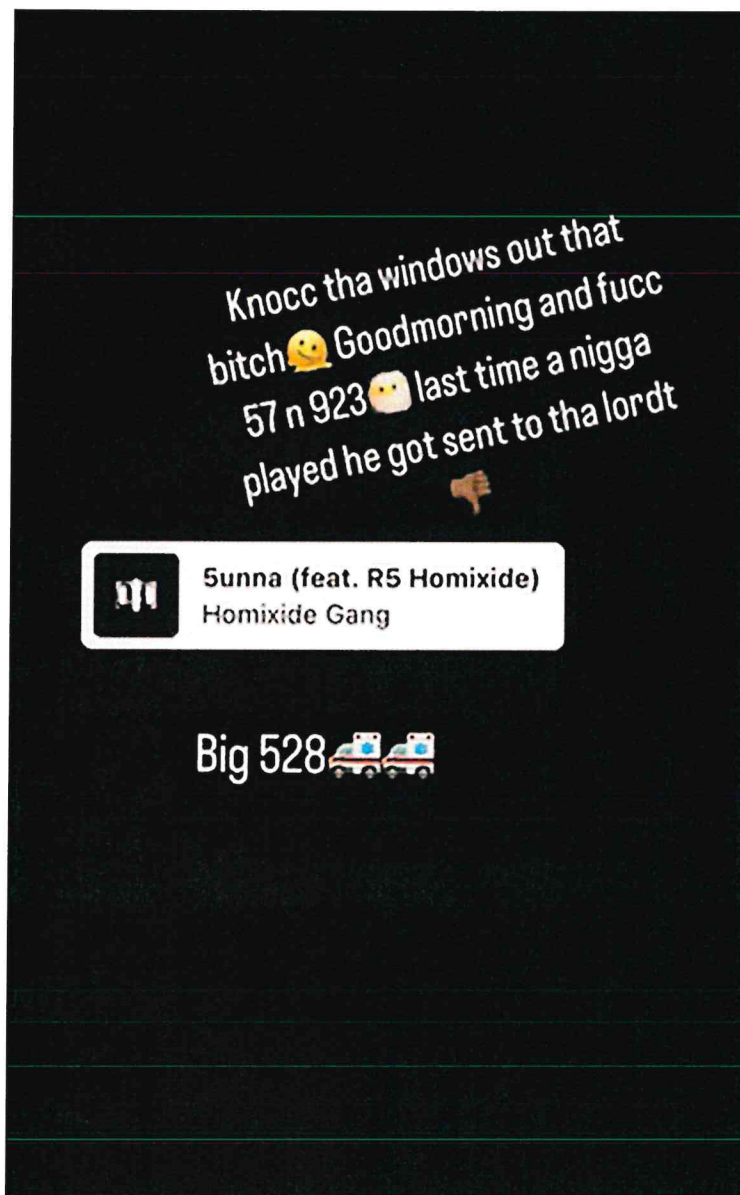 Knocc tha windows out that
bitch🫠 Goodmorning and fucc
57 n 923😶‍🌫️ last time a nigga
played he got sent to tha lordt
👎🏾
5unna (feat. R5 Homixide)
Homixide Gang
Big 528🚑🚑